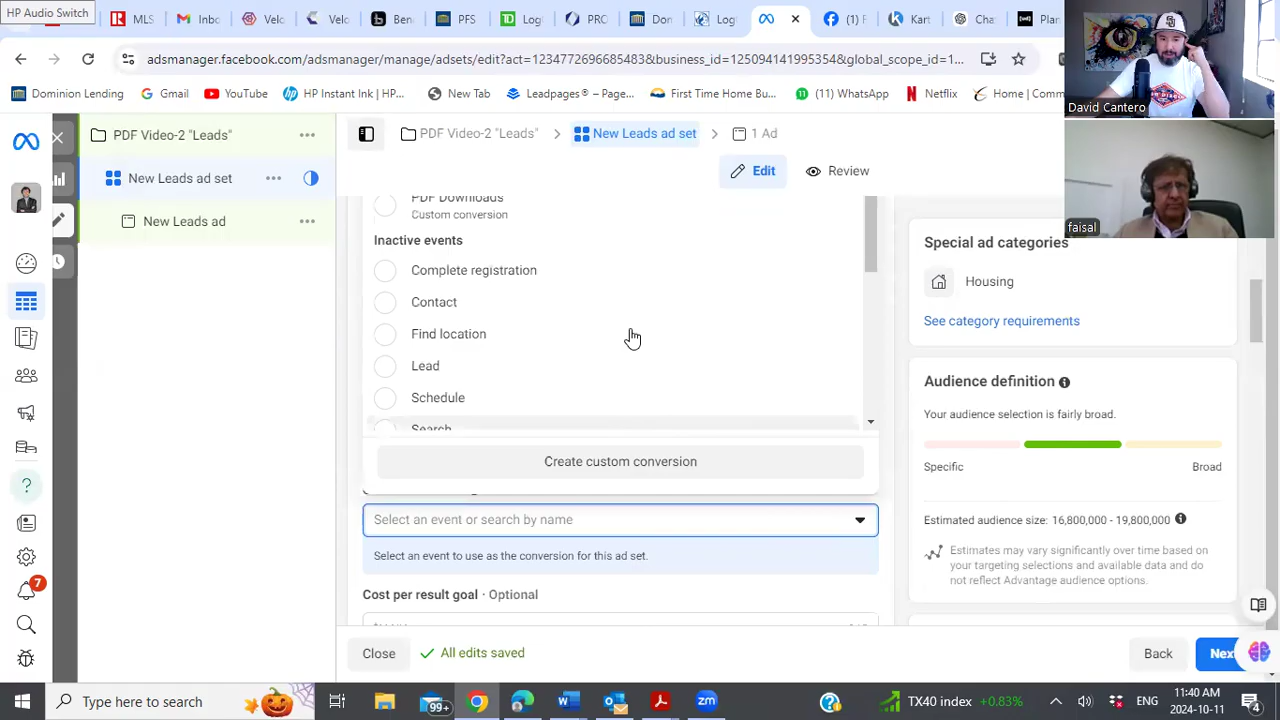 HP Audio Switch
MLS
Inb
Velo
Velo
Ben
PFS
Log
PRO
Don
Log
(1) F
Kart
Cha
Plan
adsmanager.facebook.com/adsmanager/manage/adsets/edit?act=1234772696685483&business_id=1250941419953 54&global_scope_id=1...
Dominion Lending
Gmail
YouTube
HP Instant Ink | HP...
New Tab
Leadpages® – Page...
First Time Home Bu...
(11) WhatsApp
Netflix
Home | Comm
David Cantero
faisal
PDF Video-2 "Leads"
New Leads ad set
New Leads ad
PDF Video-2 "Leads"
New Leads ad set
1 Ad
Edit
Review
PDF Downloads
Custom conversion
Inactive events
Complete registration
Contact
Find location
Lead
Schedule
Search
Create custom conversion
Select an event or search by name
Select an event to use as the conversion for this ad set.
Cost per result goal · Optional
Special ad categories
Housing
See category requirements
Audience definition
Your audience selection is fairly broad.
Specific
Broad
Estimated audience size: 16,800,000 - 19,800,000
Estimates may vary significantly over time based on
your targeting selections and available data and do
not reflect Advantage audience options.
7
Close
All edits saved
Back
Nex
Type here to search
99+
TX40 index +0.83%
ENG
11:40 AM
2024-10-11
4